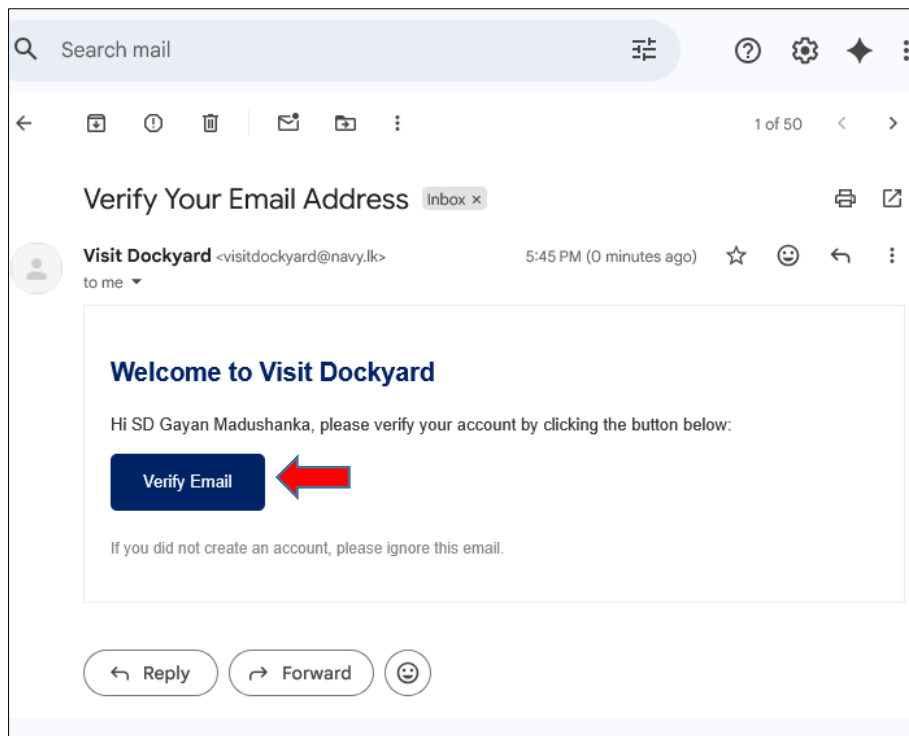 Search mail
1 of 50
Verify Your Email Address Inbox ×
Visit Dockyard <visitdockyard@navy.lk> 5:45 PM (0 minutes ago)
to me
Welcome to Visit Dockyard
Hi SD Gayan Madushanka, please verify your account by clicking the button below:
Verify Email
If you did not create an account, please ignore this email.
Reply Forward